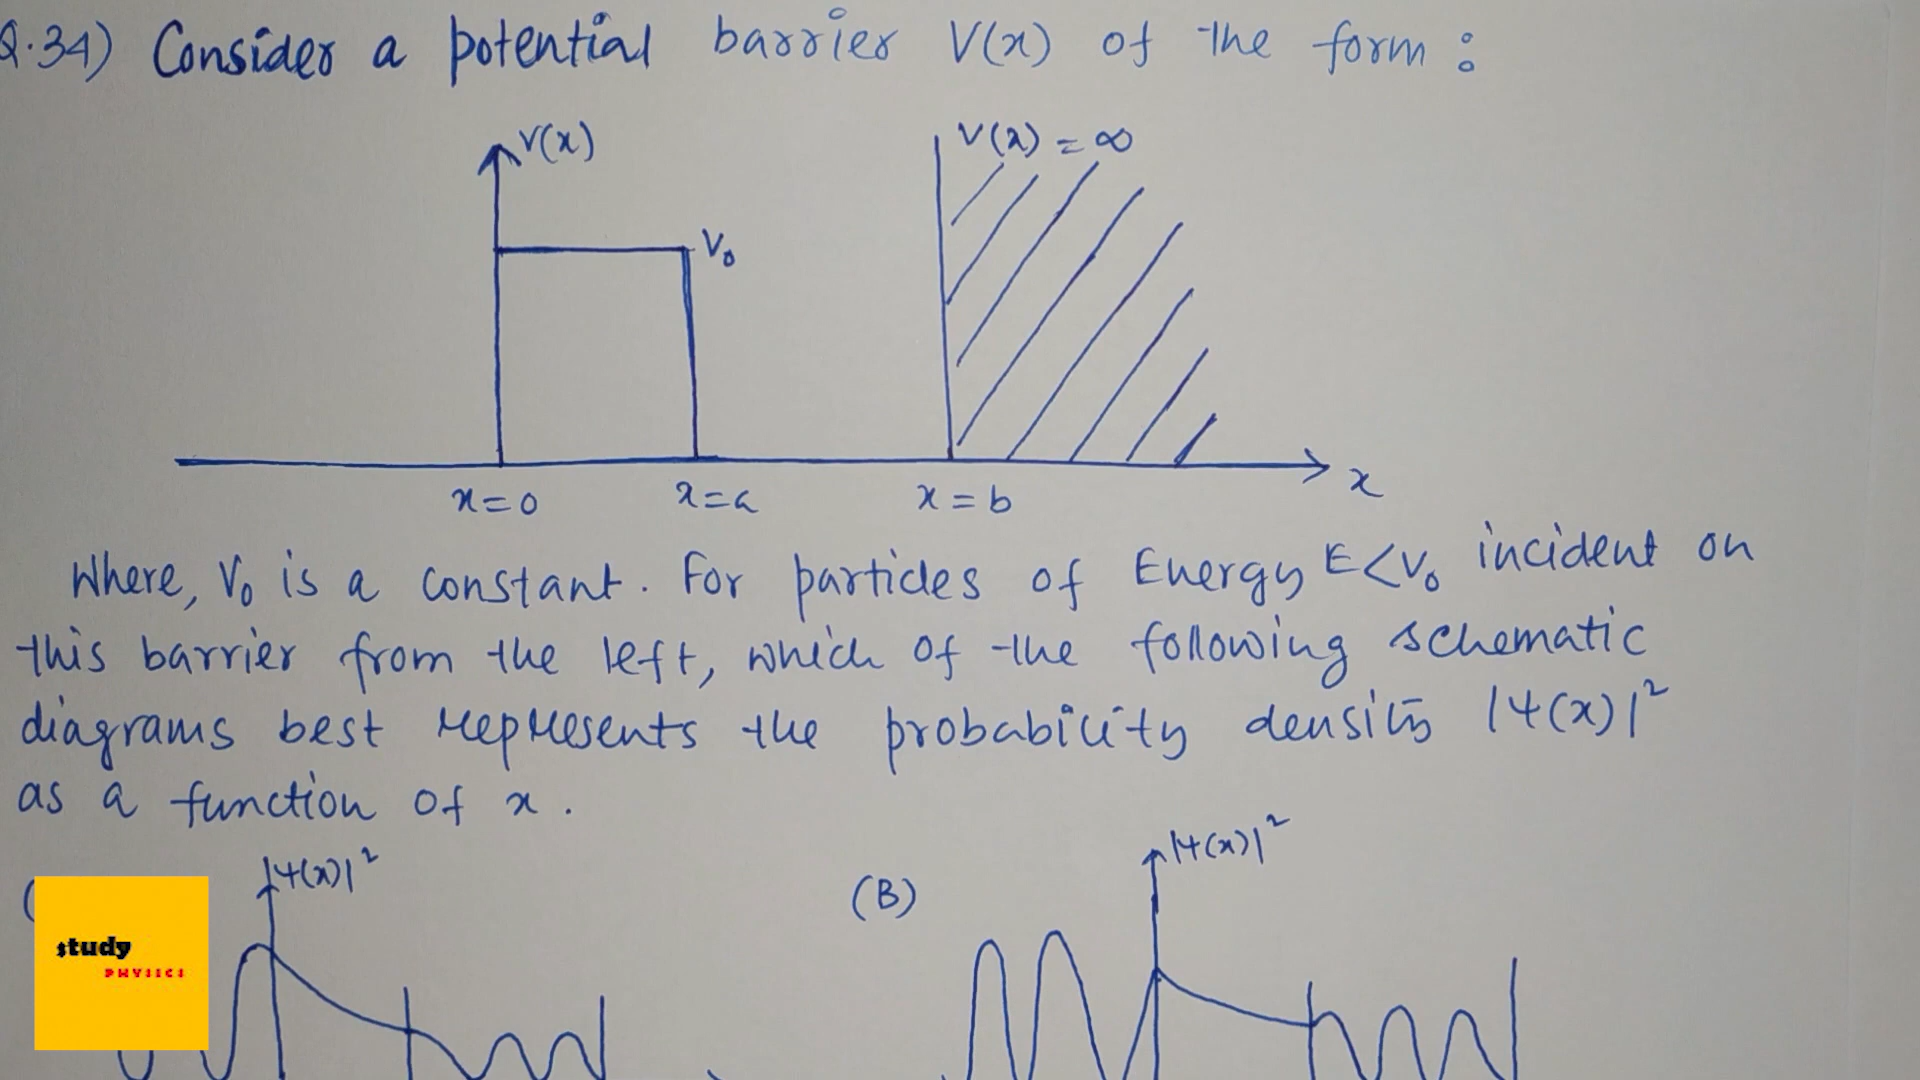 Q.34) Consider a potential barrier V(x) of the form :
V(x)
V(x) = ∞
V₀
x=0
x=a
x=b
x
Where, V₀ is a constant. For particles of Energy E<V₀ incident on
this barrier from the left, which of the following schematic
diagrams best represents the probability density |ψ(x)|²
as a function of x.
|ψ(x)|²
(B)
|ψ(x)|²
study
PHYSICS